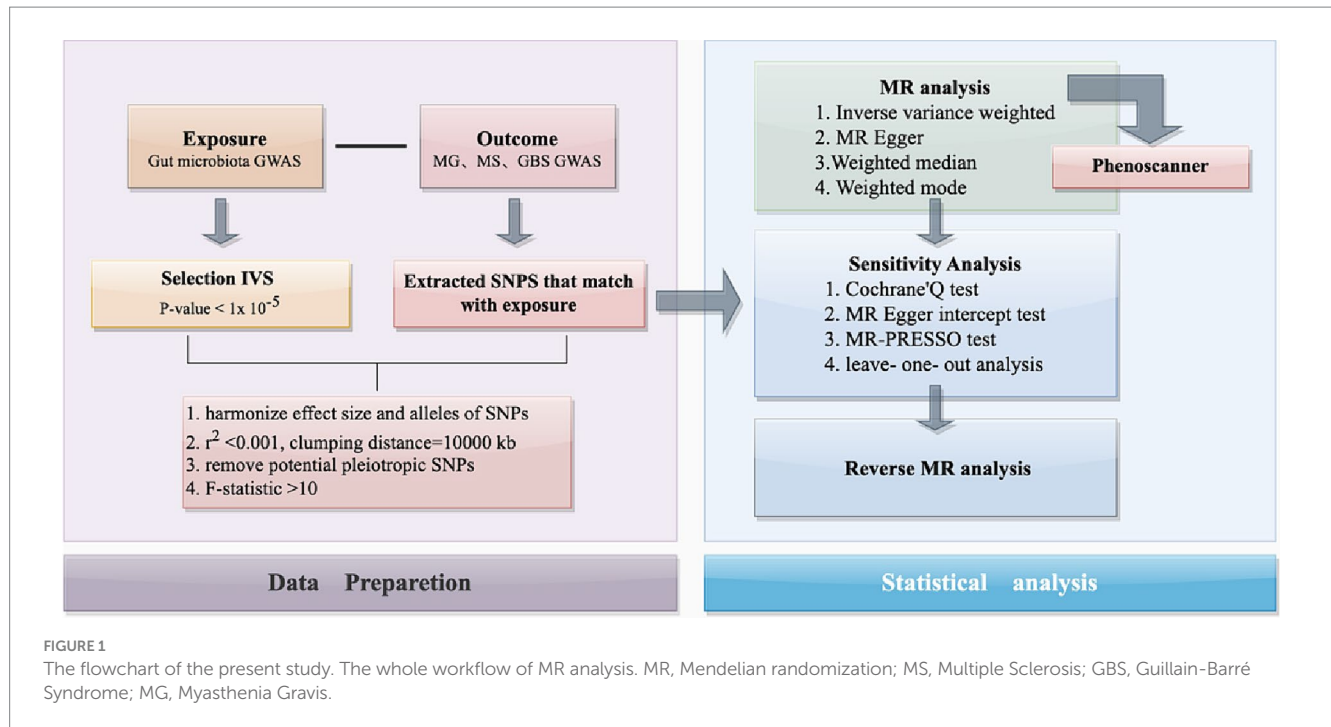 Exposure
Gut microbiota GWAS
Outcome
MG、MS、GBS GWAS
Selection IVS
P-value < 1x 10-5
Extracted SNPS that match
with exposure
1. harmonize effect size and alleles of SNPs
2. r2 <0.001, clumping distance=10000 kb
3. remove potential pleiotropic SNPs
4. F-statistic >10
Data Preparetion
MR analysis
1. Inverse variance weighted
2. MR Egger
3.Weighted median
4. Weighted mode
Phenoscanner
Sensitivity Analysis
1. Cochrane'Q test
2. MR Egger intercept test
3. MR-PRESSO test
4. leave- one- out analysis
Reverse MR analysis
Statistical analysis
FIGURE 1
The flowchart of the present study. The whole workflow of MR analysis. MR, Mendelian randomization; MS, Multiple Sclerosis; GBS, Guillain-Barré
Syndrome; MG, Myasthenia Gravis.